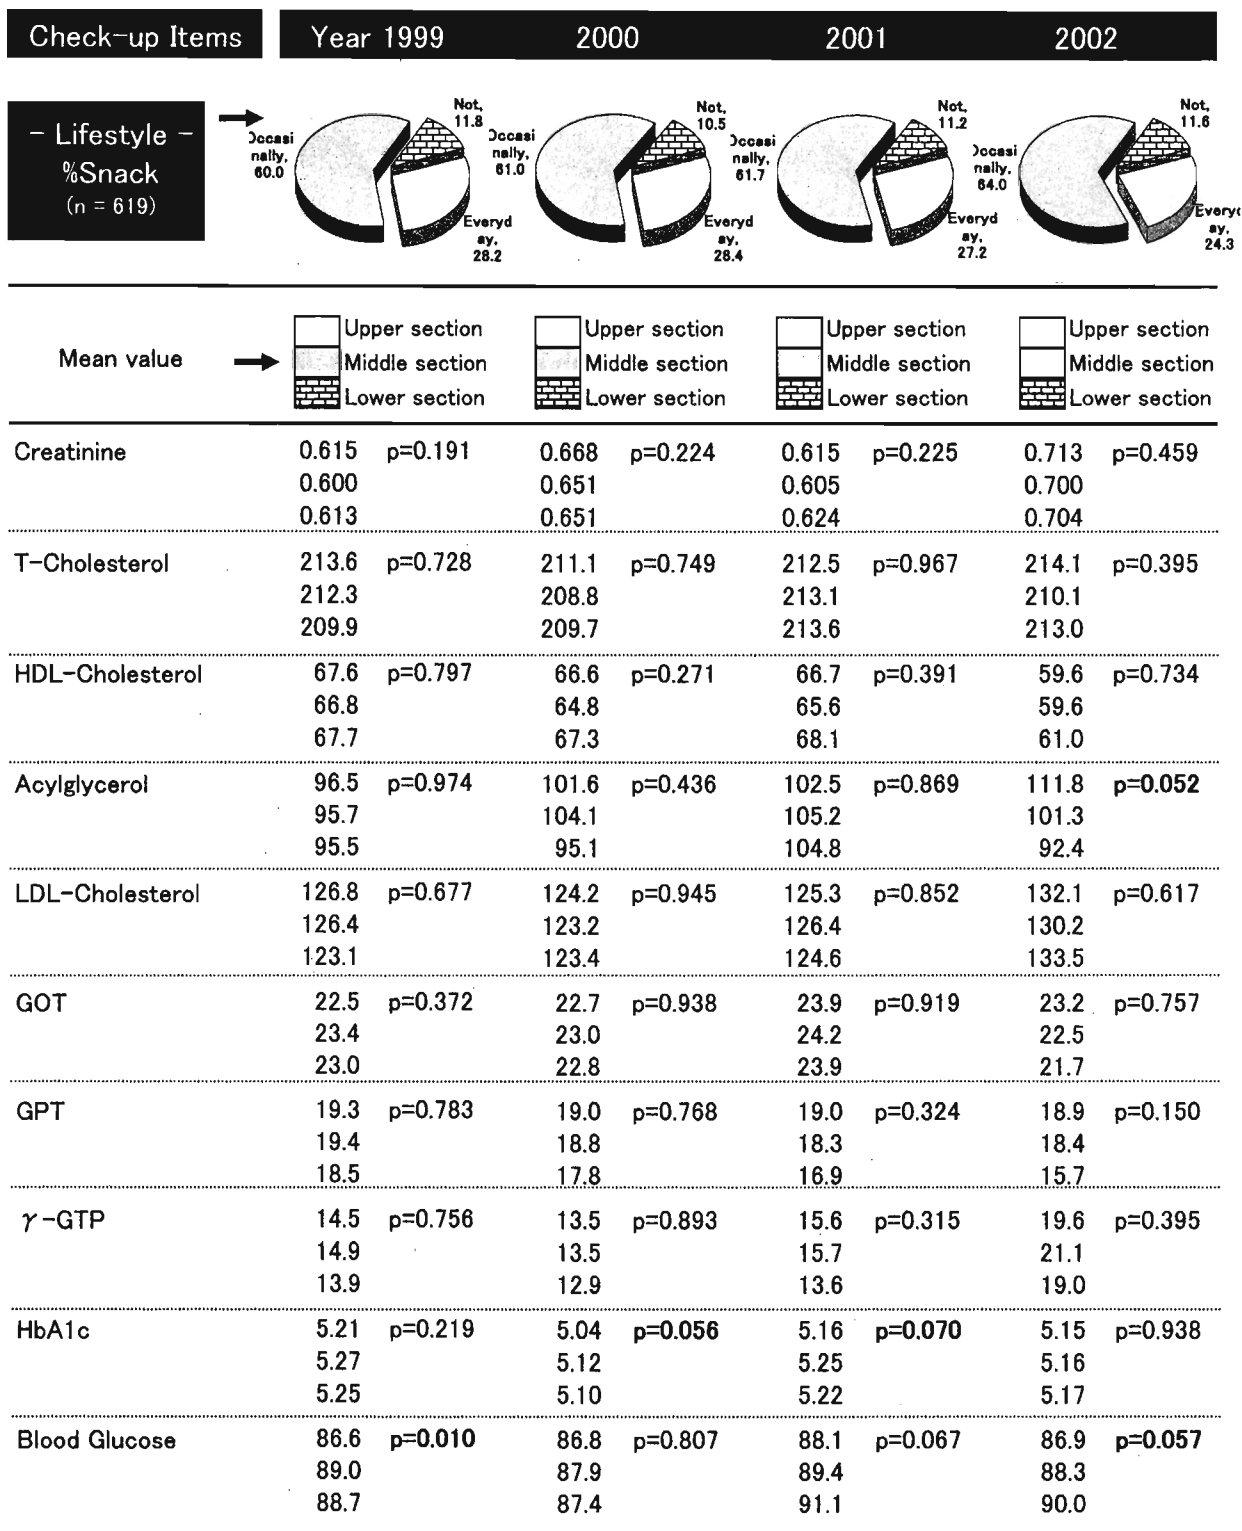 Check-up Items Year 1999 2000 2001 2002
- Lifestyle -
%Snack
(n = 619)
Occasi
nally,
60.0
Not,
11.8
Everyd
ay,
28.2
Occasi
nally,
61.0
Not,
10.5
Everyd
ay,
28.4
Occasi
nally,
61.7
Not,
11.2
Everyd
ay,
27.2
Occasi
nally,
64.0
Not,
11.6
Everyd
ay,
24.3
Mean value
Upper section Upper section Upper section Upper section
Middle section Middle section Middle section Middle section
Lower section Lower section Lower section Lower section
Creatinine 0.615 p=0.191 0.668 p=0.224 0.615 p=0.225 0.713 p=0.459
0.600 0.651 0.605 0.700
0.613 0.651 0.624 0.704
T-Cholesterol 213.6 p=0.728 211.1 p=0.749 212.5 p=0.967 214.1 p=0.395
212.3 208.8 213.1 210.1
209.9 209.7 213.6 213.0
HDL-Cholesterol 67.6 p=0.797 66.6 p=0.271 66.7 p=0.391 59.6 p=0.734
66.8 64.8 65.6 59.6
67.7 67.3 68.1 61.0
Acylglycerol 96.5 p=0.974 101.6 p=0.436 102.5 p=0.869 111.8 p=0.052
95.7 104.1 105.2 101.3
95.5 95.1 104.8 92.4
LDL-Cholesterol 126.8 p=0.677 124.2 p=0.945 125.3 p=0.852 132.1 p=0.617
126.4 123.2 126.4 130.2
123.1 123.4 124.6 133.5
GOT 22.5 p=0.372 22.7 p=0.938 23.9 p=0.919 23.2 p=0.757
23.4 23.0 24.2 22.5
23.0 22.8 23.9 21.7
GPT 19.3 p=0.783 19.0 p=0.768 19.0 p=0.324 18.9 p=0.150
19.4 18.8 18.3 18.4
18.5 17.8 16.9 15.7
γ-GTP 14.5 p=0.756 13.5 p=0.893 15.6 p=0.315 19.6 p=0.395
14.9 13.5 15.7 21.1
13.9 12.9 13.6 19.0
HbA1c 5.21 p=0.219 5.04 p=0.056 5.16 p=0.070 5.15 p=0.938
5.27 5.12 5.25 5.16
5.25 5.10 5.22 5.17
Blood Glucose 86.6 p=0.010 86.8 p=0.807 88.1 p=0.067 86.9 p=0.057
89.0 87.9 89.4 88.3
88.7 87.4 91.1 90.0